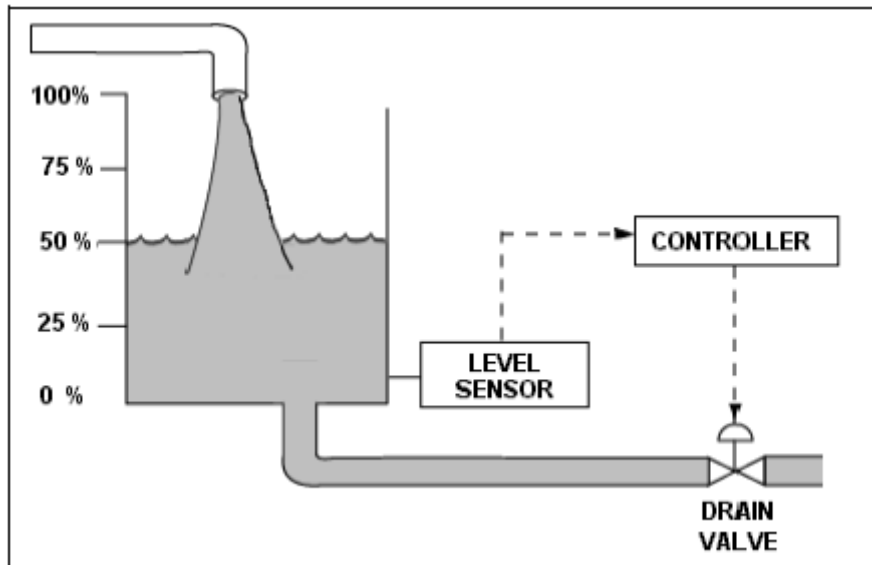 100%
75 %
50 %
25 %
0 %
CONTROLLER
LEVEL
SENSOR
DRAIN
VALVE